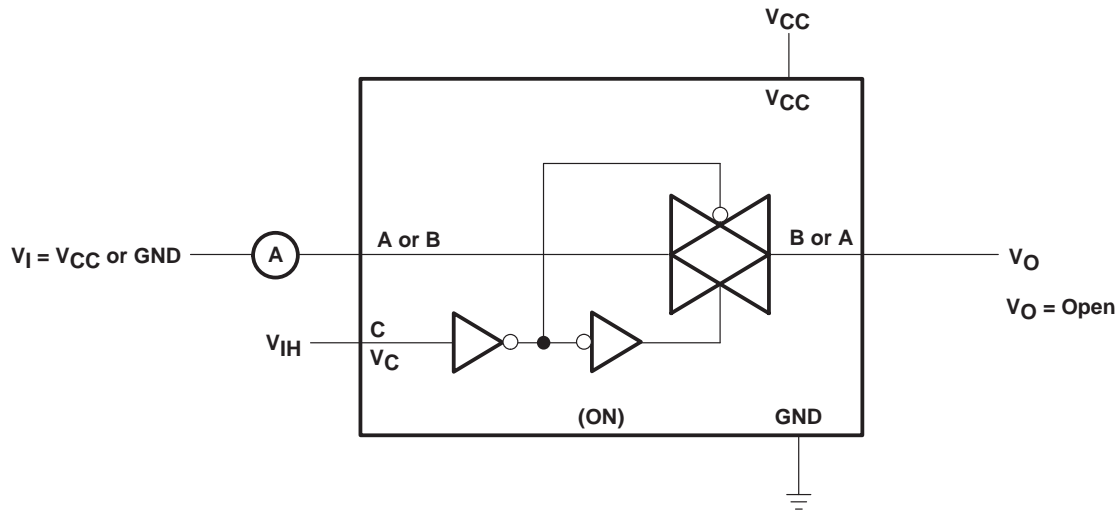 VCC
VCC
VI = VCC or GND
A
A or B
B or A
VO
VO = Open
VIH
C
VC
(ON)
GND